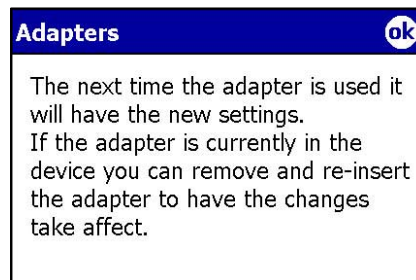 Adapters ok
The next time the adapter is used it
will have the new settings.
If the adapter is currently in the
device you can remove and re-insert
the adapter to have the changes
take affect.